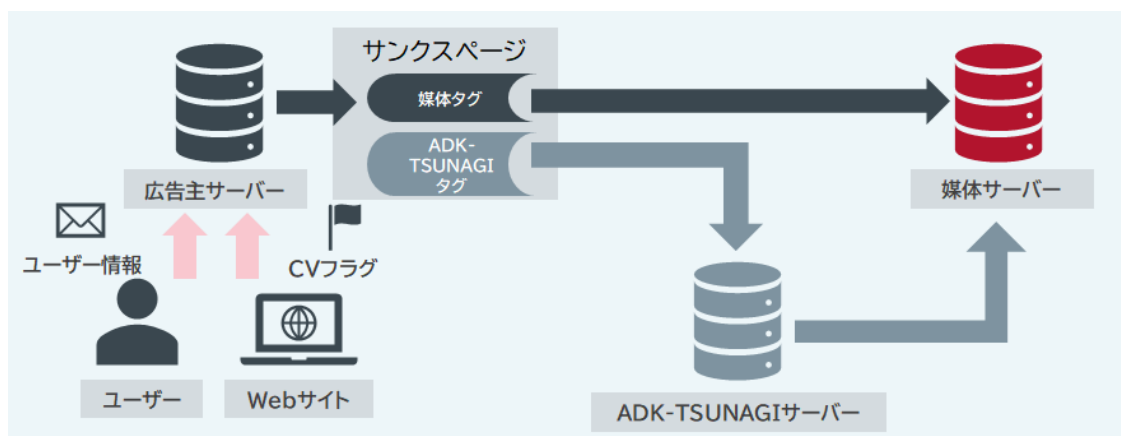 サンクスページ
媒体タグ
ADK-
TSUNAGI
タグ
広告主サーバー
媒体サーバー
ユーザー情報
CVフラグ
ユーザー
Webサイト
ADK-TSUNAGIサーバー